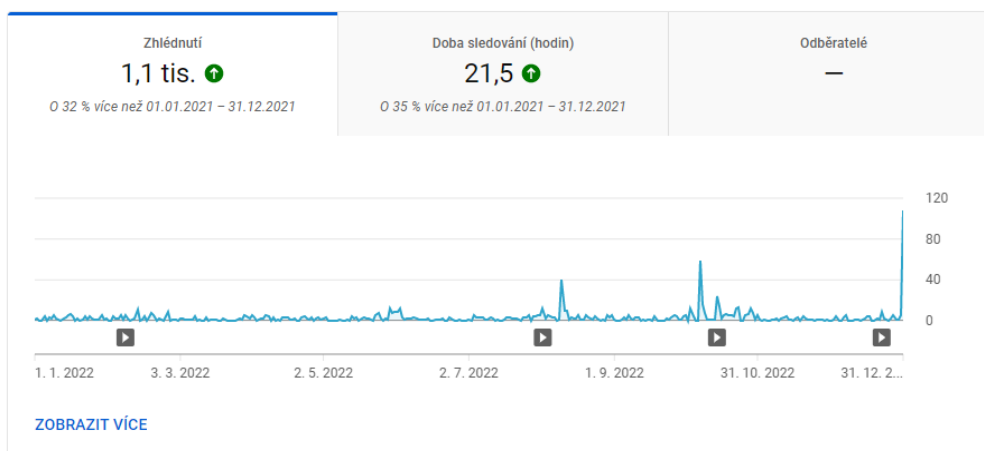 Zhlédnutí
1,1 tis.
O 32 % více než 01.01.2021 – 31.12.2021
Doba sledování (hodin)
21,5
O 35 % více než 01.01.2021 – 31.12.2021
Odběratelé
—
120
80
40
0
1. 1. 2022 3. 3. 2022 2. 5. 2022 2. 7. 2022 1. 9. 2022 31. 10. 2022 31. 12. 2...
ZOBRAZIT VÍCE